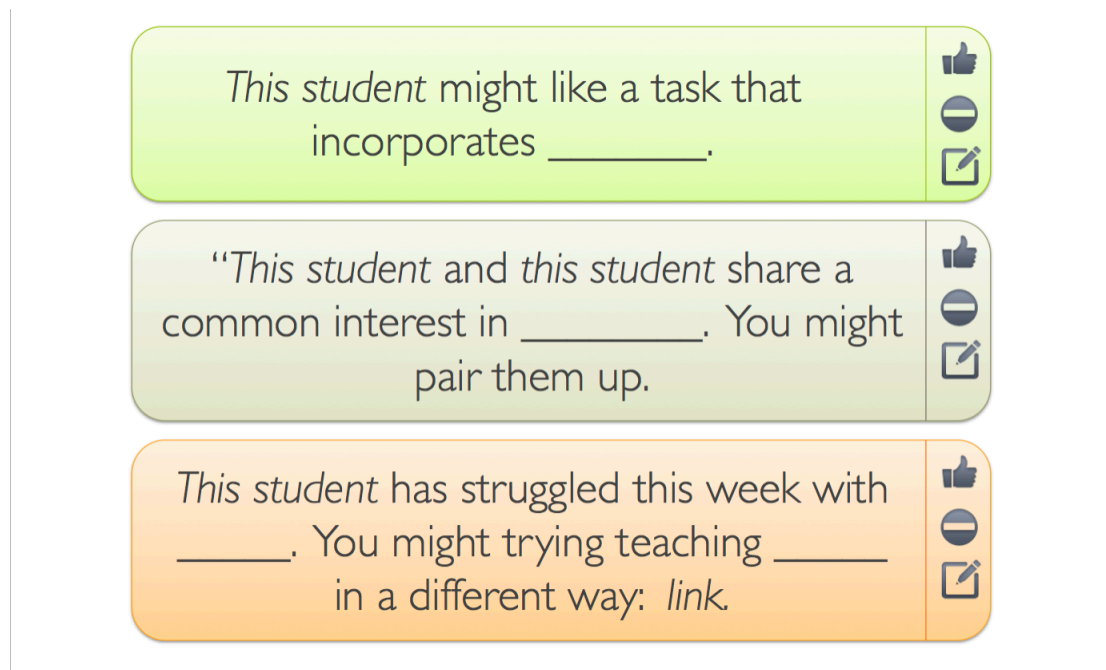 This student might like a task that
incorporates _______.
“This student and this student share a
common interest in ________. You might
pair them up.
This student has struggled this week with
_____. You might trying teaching _____
in a different way: link.